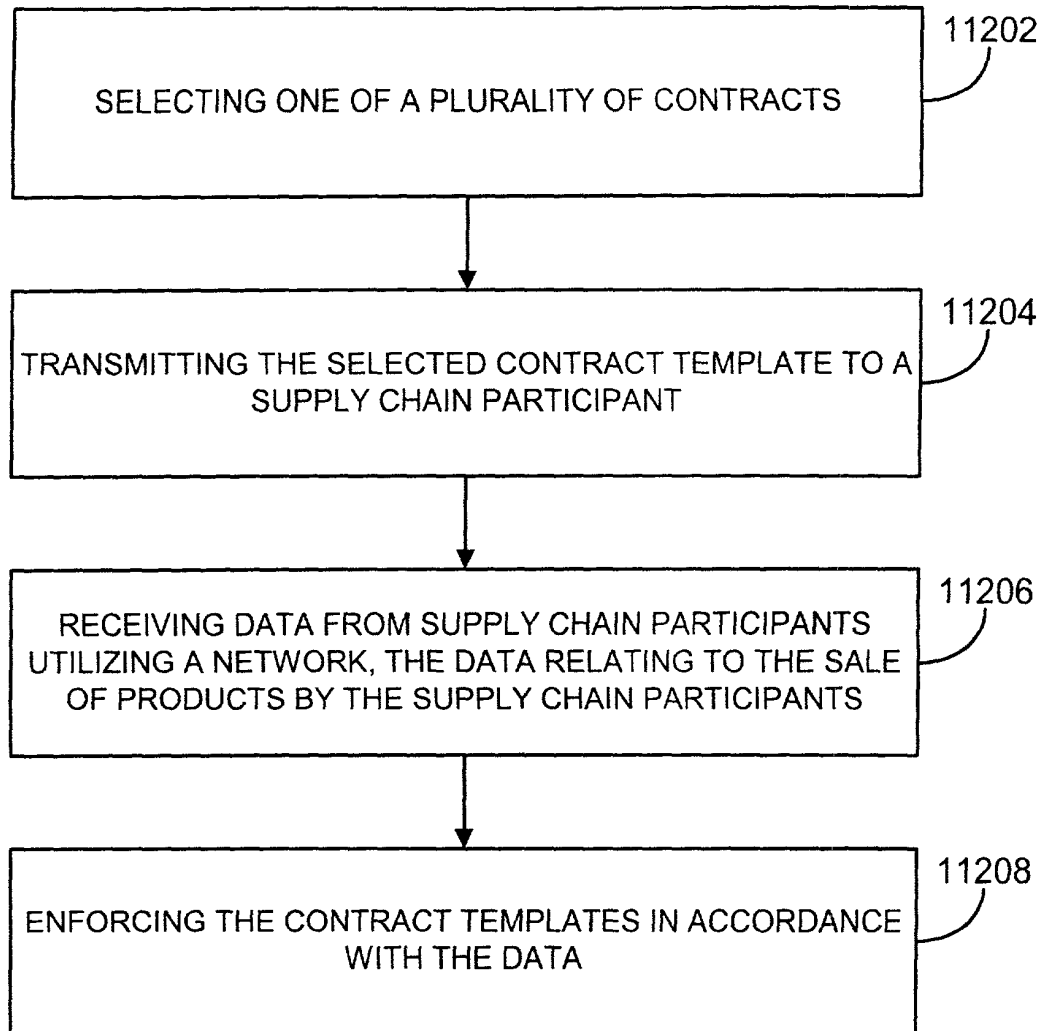 11202
SELECTING ONE OF A PLURALITY OF CONTRACTS
11204
TRANSMITTING THE SELECTED CONTRACT TEMPLATE TO A
SUPPLY CHAIN PARTICIPANT
11206
RECEIVING DATA FROM SUPPLY CHAIN PARTICIPANTS
UTILIZING A NETWORK, THE DATA RELATING TO THE SALE
OF PRODUCTS BY THE SUPPLY CHAIN PARTICIPANTS
11208
ENFORCING THE CONTRACT TEMPLATES IN ACCORDANCE
WITH THE DATA